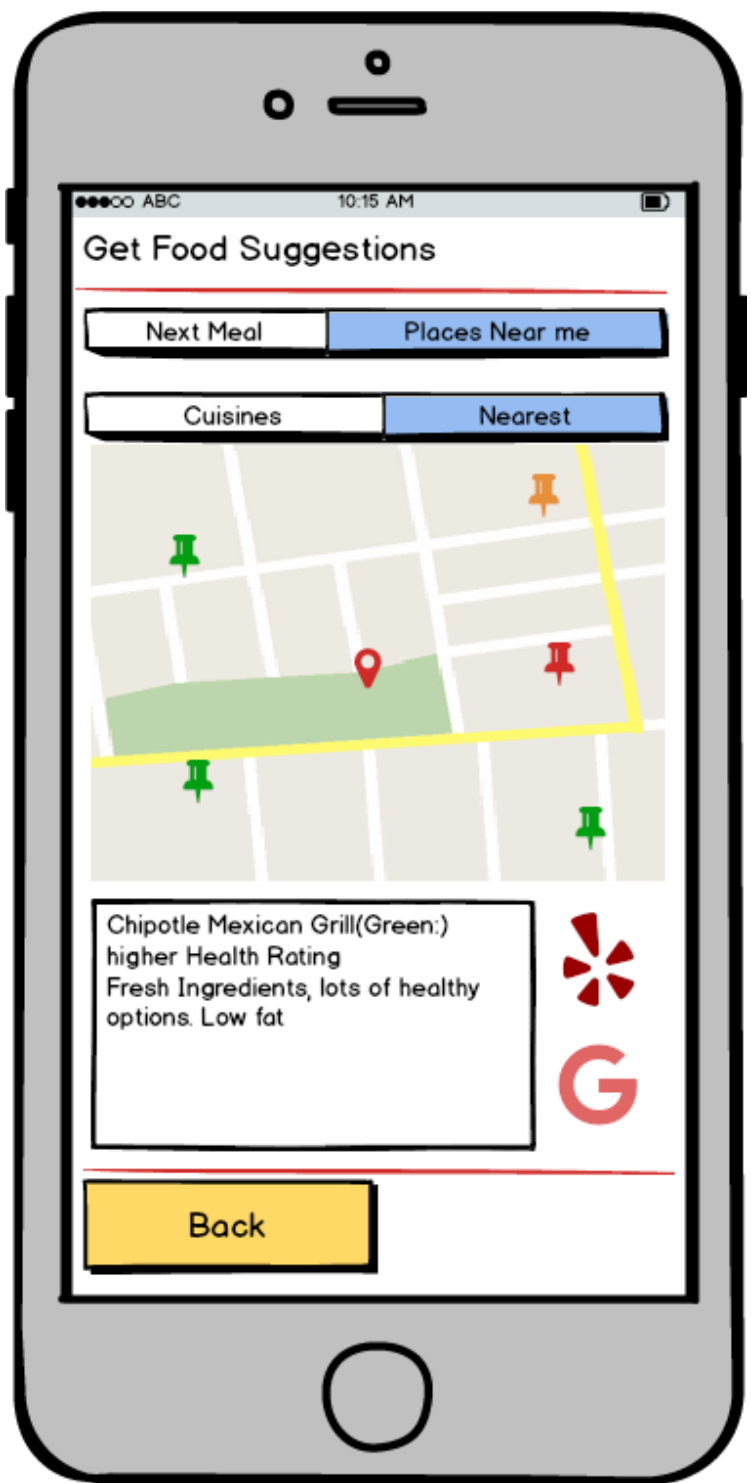 ABC 10:15 AM
Get Food Suggestions
Next Meal Places Near me
Cuisines Nearest
Chipotle Mexican Grill(Green:)
higher Health Rating
Fresh Ingredients, lots of healthy
options. Low fat
G
Back